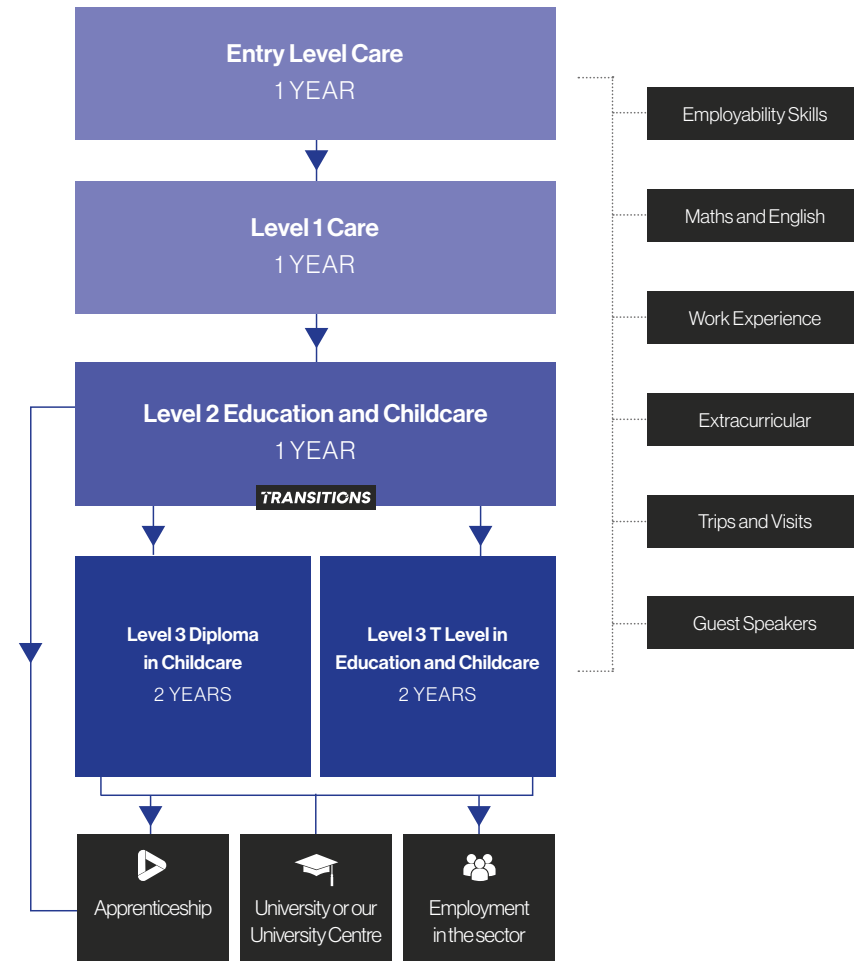 Entry Level Care
1 YEAR
Level 1 Care
1 YEAR
Level 2 Education and Childcare
1 YEAR
TRANSITIONS
Level 3 Diploma
in Childcare
2 YEARS
Level 3 T Level in
Education and Childcare
2 YEARS
Apprenticeship
University or our
University Centre
Employment
in the sector
Employability Skills
Maths and English
Work Experience
Extracurricular
Trips and Visits
Guest Speakers